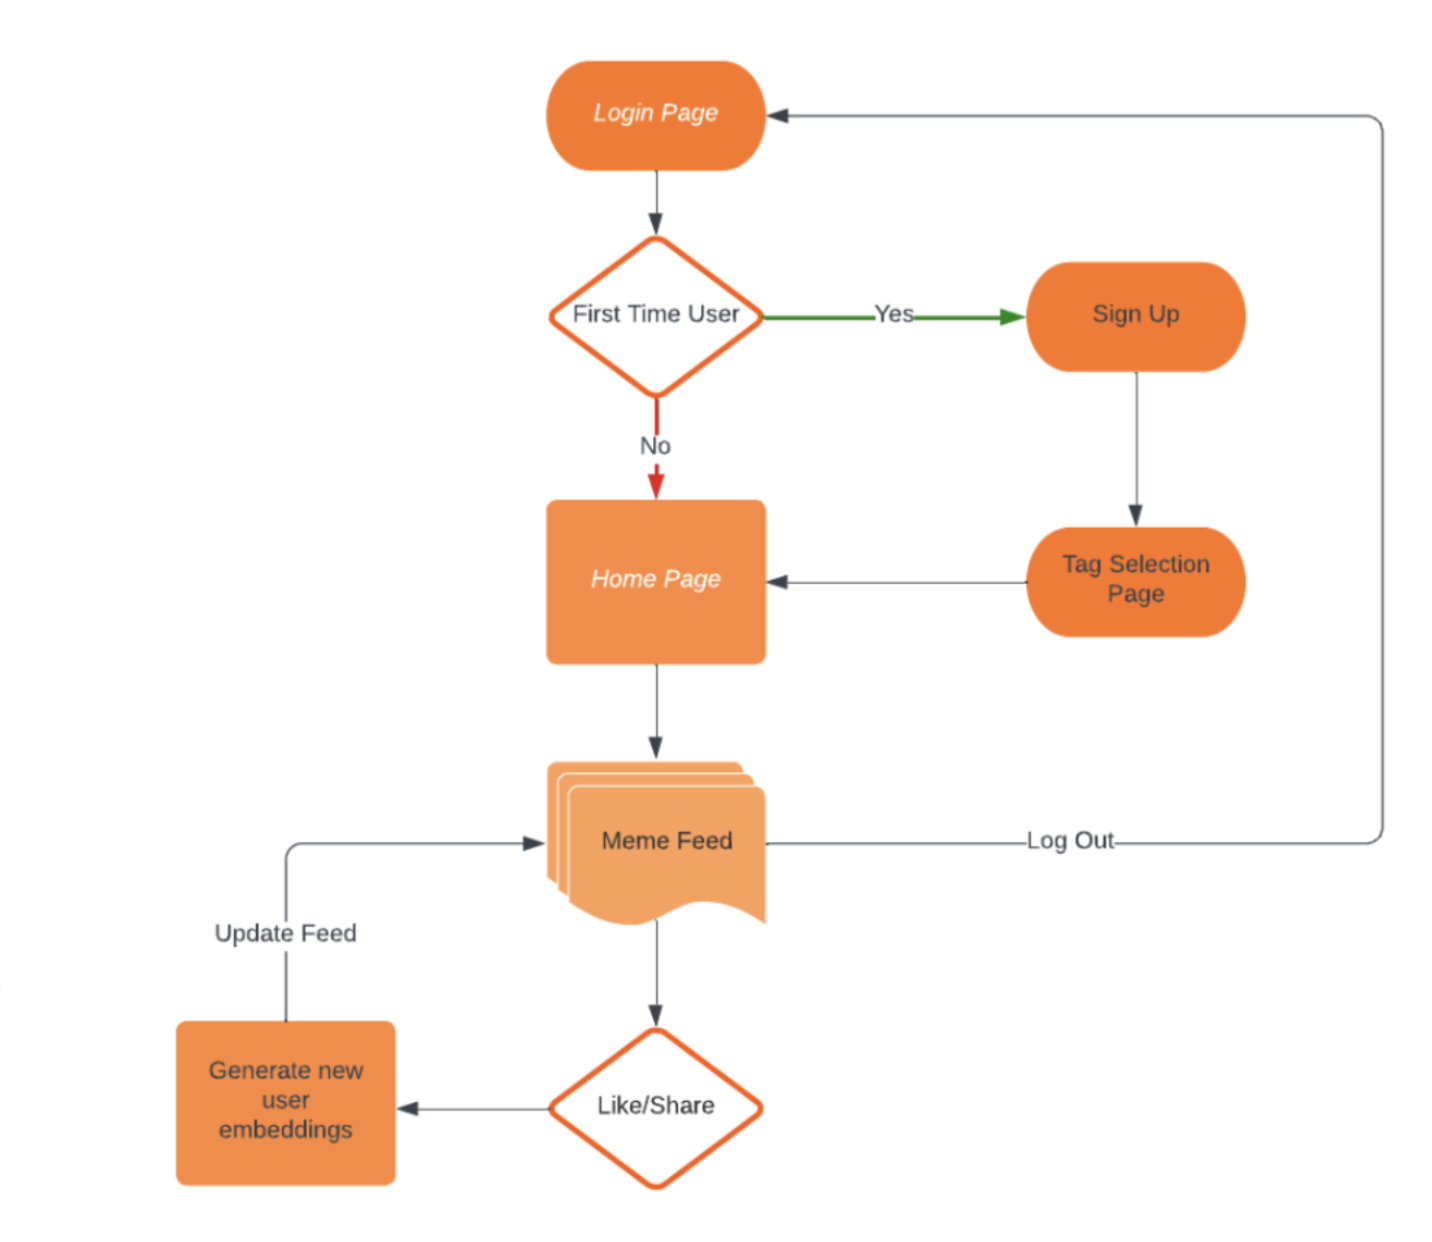 Login Page
First Time User
Yes
Sign Up
No
Tag Selection
Page
Home Page
Meme Feed
Log Out
Update Feed
Generate new
user
embeddings
Like/Share